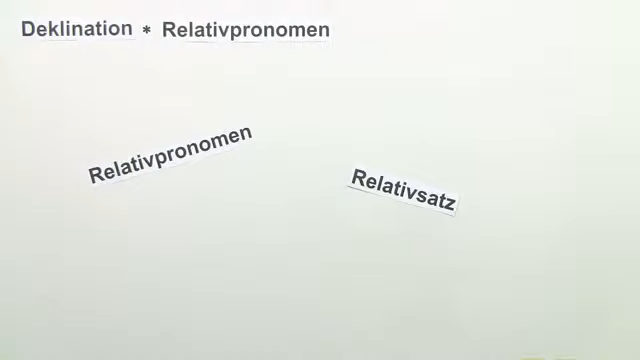 Deklination * Relativpronomen
Relativpronomen
Relativsatz